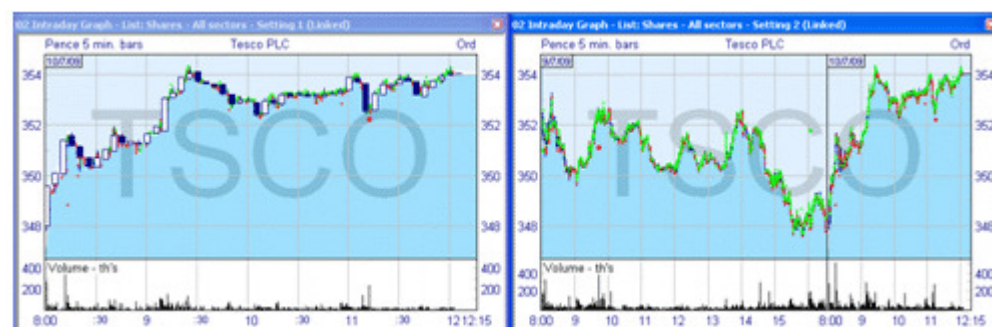 02 Intraday Graph - List: Shares - All sectors - Setting 1 (Linked)
Pence 5 min. bars Tesco PLC Ord
10/7/09
354 354
352 352
350 350
348 348
TSCO
Volume - th's
400 400
200 200
8:00 :30 9 :30 10 :30 11 :30 12 12:15
02 Intraday Graph - List: Shares - All sectors - Setting 2 (Linked)
Pence 5 min. bars Tesco PLC Ord
9/7/09 10/7/09
354
352
350
348
TSCO
Volume - th's
400
200
8:00 9 10 11 12 13 14 15 8:00 9 10 11 12:15